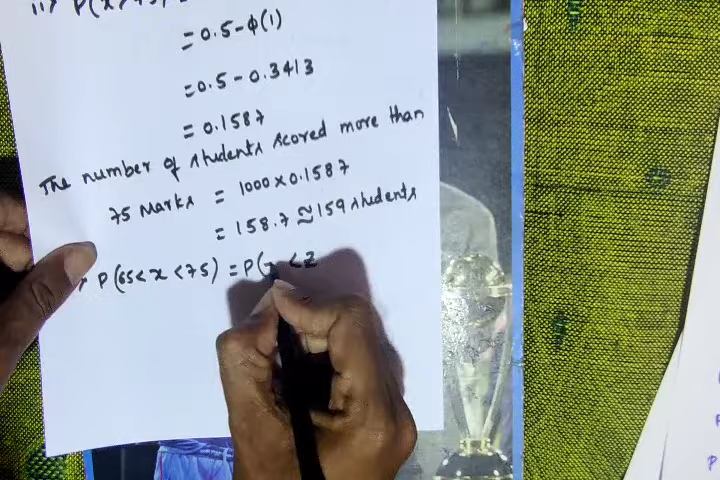 = 0.5 - Φ(1)
= 0.5 - 0.3413
= 0.1587
The number of students scored more than
75 Marks = 1000 × 0.1587
= 158.7 ≅ 159 students
P(65 < x < 75) = P( < Z